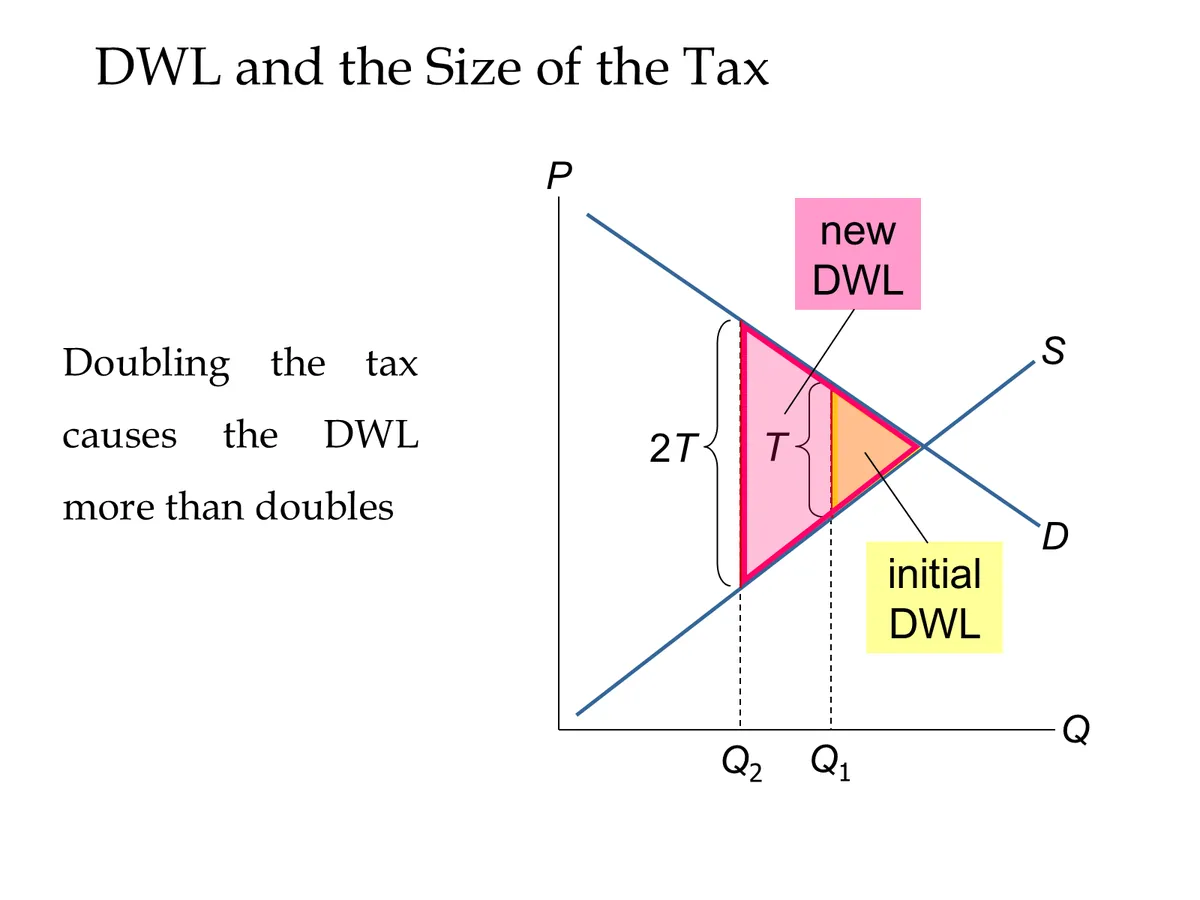 DWL and the Size of the Tax
P
new
DWL
Doubling the tax
causes the DWL
more than doubles
S
2T
T
D
initial
DWL
Q
Q₂
Q₁